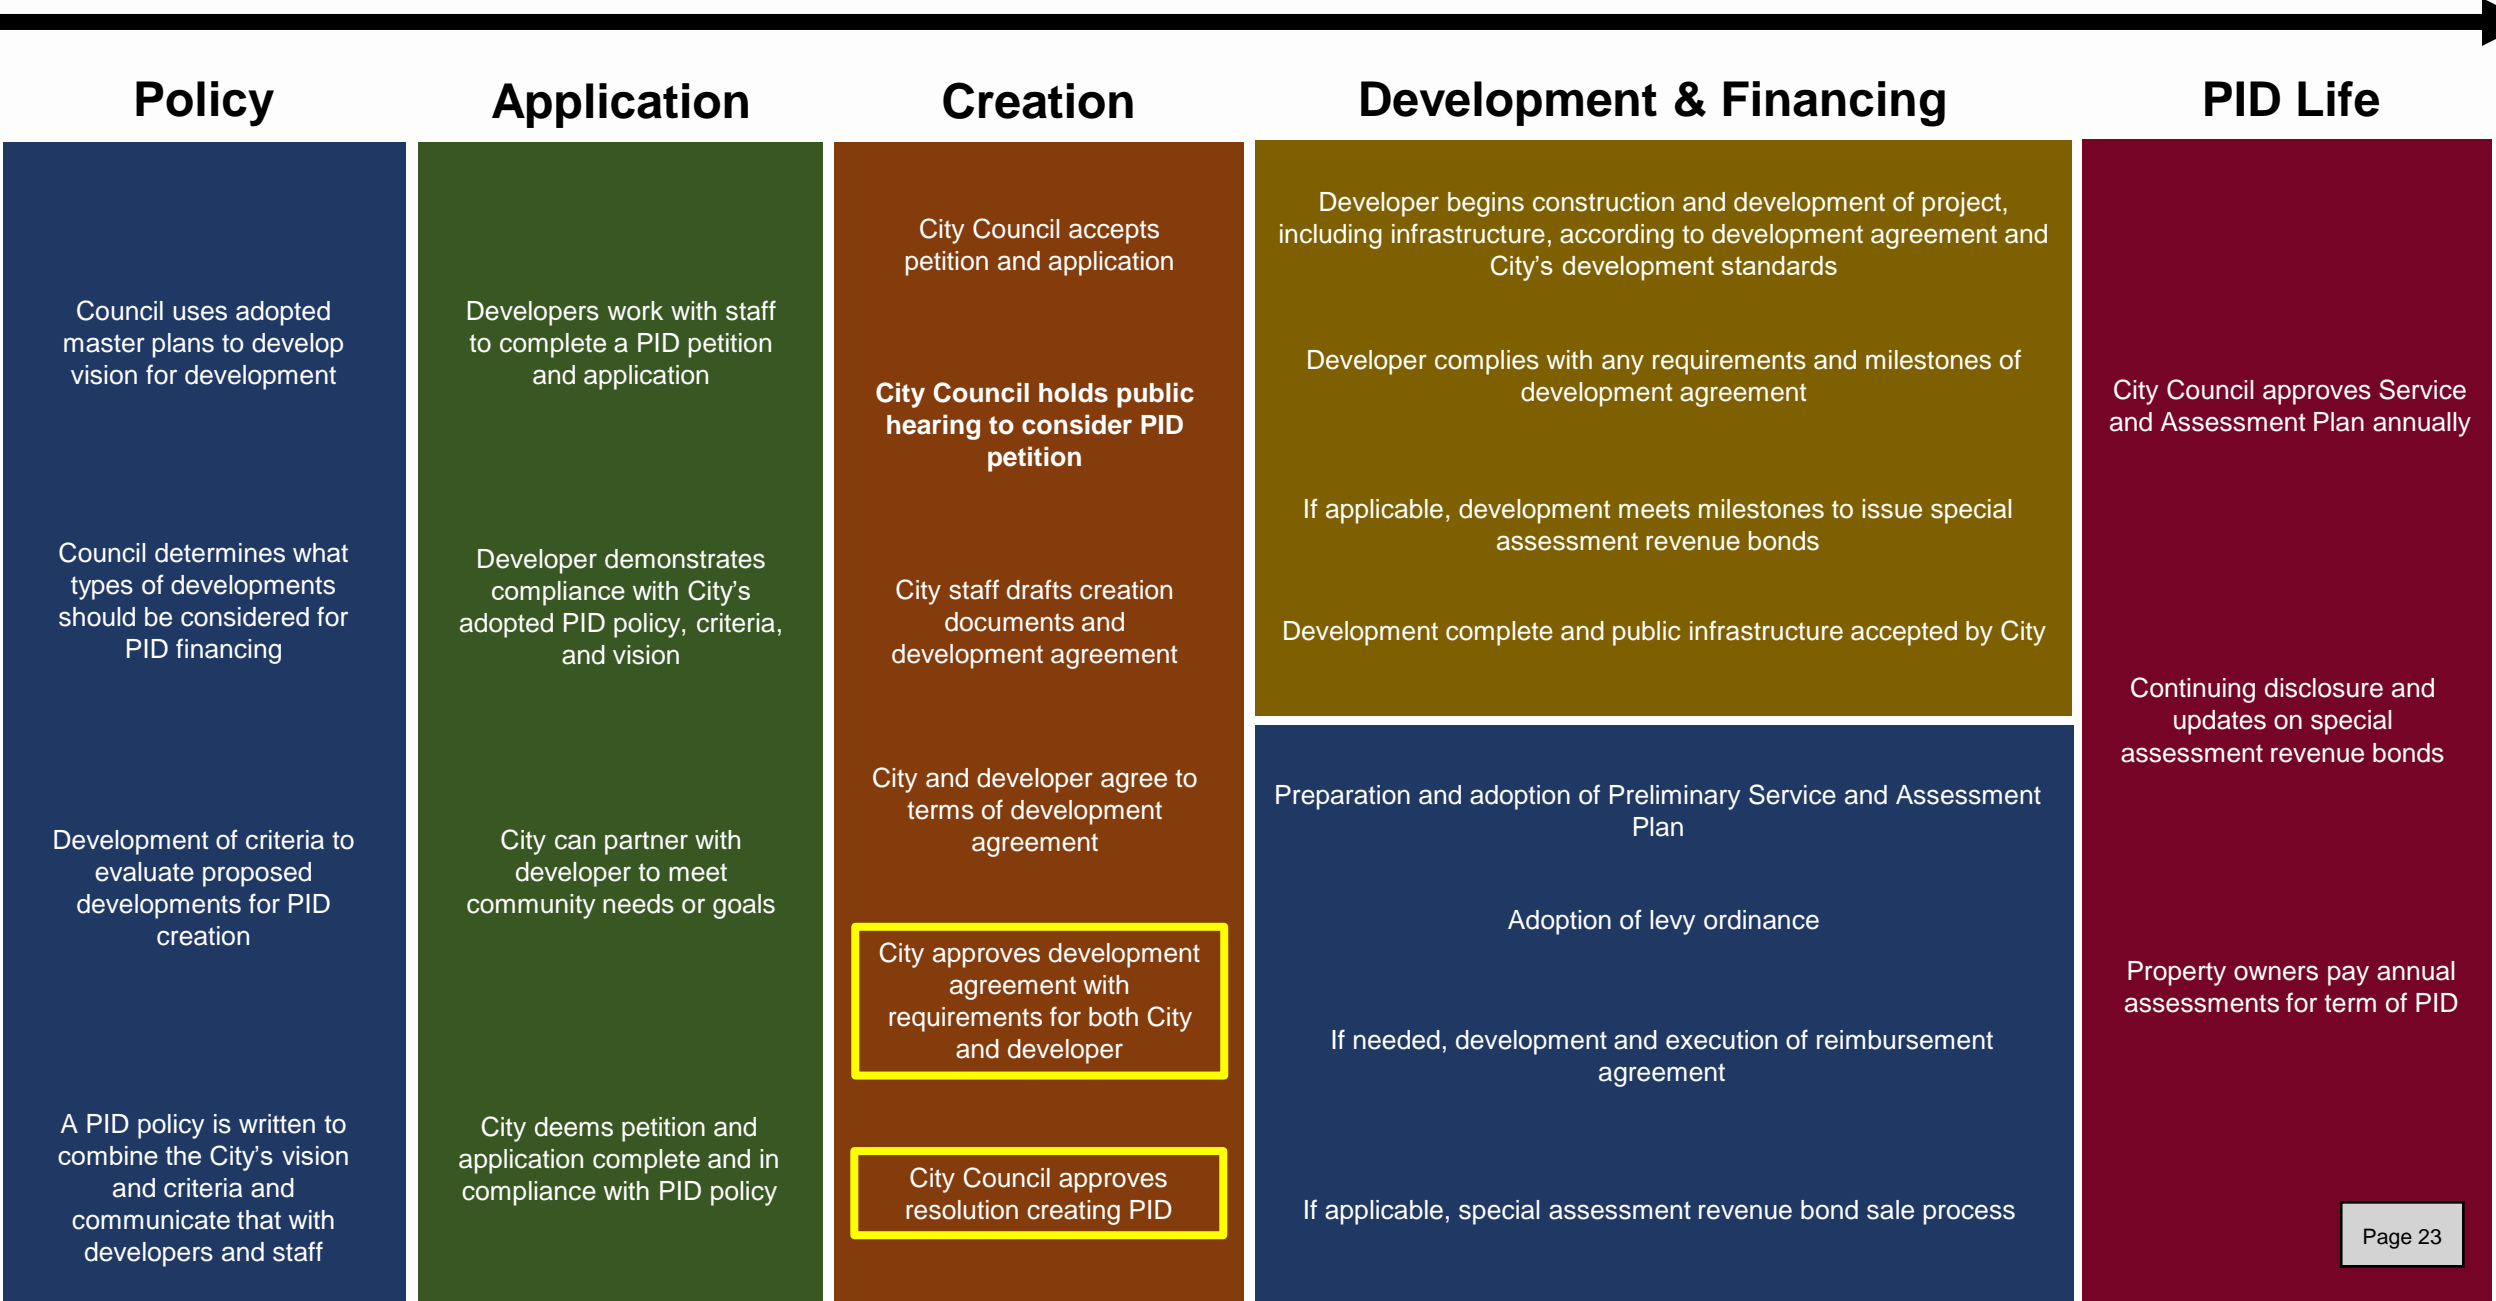 Policy
Council uses adopted
master plans to develop
vision for development
Council determines what
types of developments
should be considered for
PID financing
Development of criteria to
evaluate proposed
developments for PID
creation
A PID policy is written to
combine the City’s vision
and criteria and
communicate that with
developers and staff
Application
Developers work with staff
to complete a PID petition
and application
Developer demonstrates
compliance with City’s
adopted PID policy, criteria,
and vision
City can partner with
developer to meet
community needs or goals
City deems petition and
application complete and in
compliance with PID policy
Creation
City Council accepts
petition and application
City Council holds public
hearing to consider PID
petition
City staff drafts creation
documents and
development agreement
City and developer agree to
terms of development
agreement
City approves development
agreement with
requirements for both City
and developer
City Council approves
resolution creating PID
Development & Financing
Developer begins construction and development of project,
including infrastructure, according to development agreement and
City’s development standards
Developer complies with any requirements and milestones of
development agreement
If applicable, development meets milestones to issue special
assessment revenue bonds
Development complete and public infrastructure accepted by City
Preparation and adoption of Preliminary Service and Assessment
Plan
Adoption of levy ordinance
If needed, development and execution of reimbursement
agreement
If applicable, special assessment revenue bond sale process
PID Life
City Council approves Service
and Assessment Plan annually
Continuing disclosure and
updates on special
assessment revenue bonds
Property owners pay annual
assessments for term of PID
Page 23